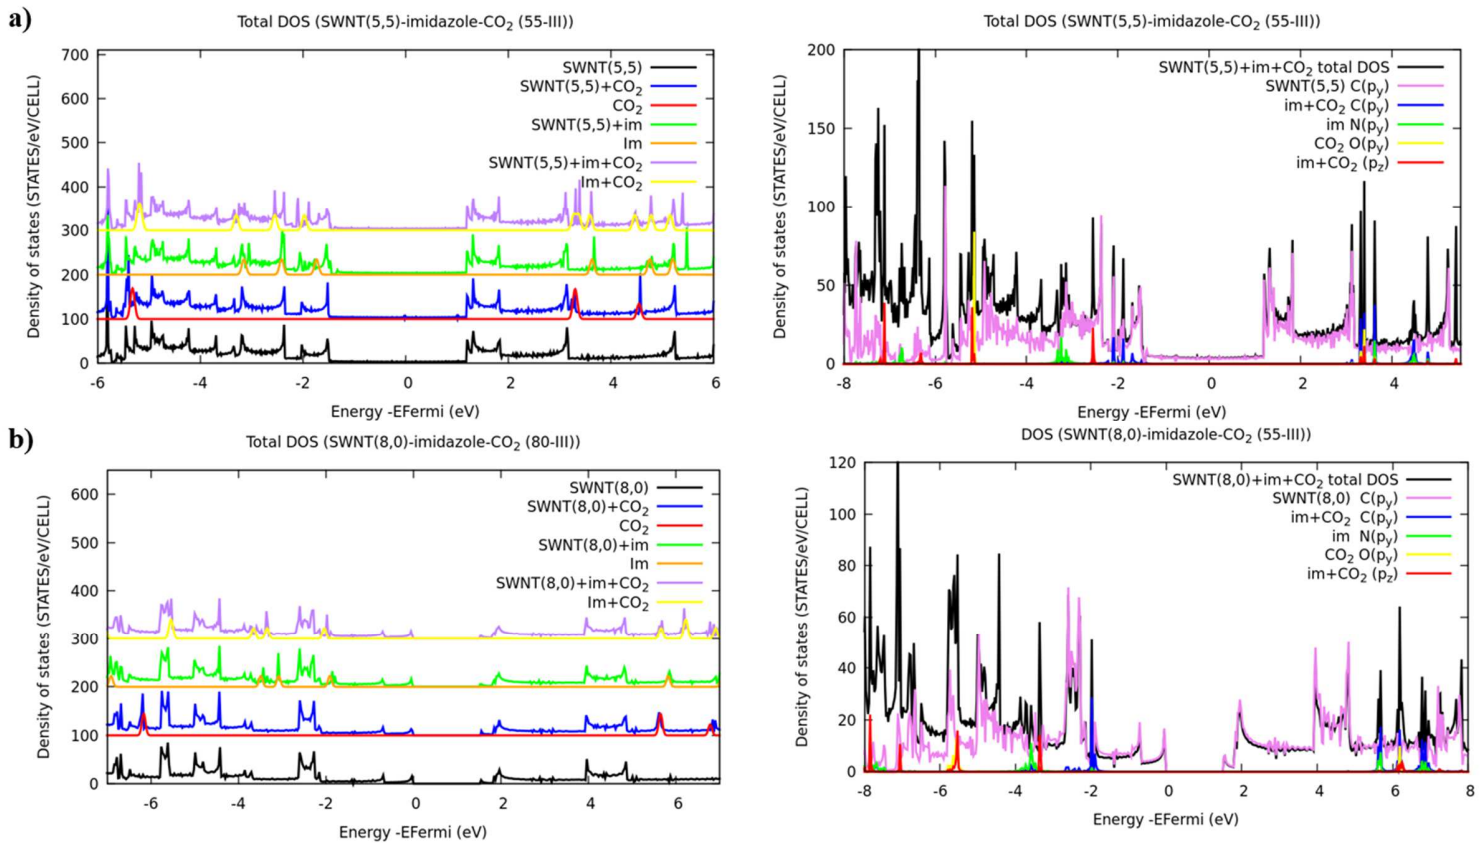 a)
Total DOS (SWNT(5,5)-imidazole-CO₂ (55-III))
Density of states (STATES/eV/CELL)
700
600
500
400
300
200
100
0
SWNT(5,5)
SWNT(5,5)+CO₂
CO₂
SWNT(5,5)+im
Im
SWNT(5,5)+im+CO₂
Im+CO₂
-6 -4 -2 0 2 4 6
Energy -EFermi (eV)
Total DOS (SWNT(5,5)-imidazole-CO₂ (55-III))
Density of states (STATES/eV/CELL)
200
150
100
50
0
SWNT(5,5)+im+CO₂ total DOS
SWNT(5,5) C(pᵧ)
im+CO₂ C(pᵧ)
im N(pᵧ)
CO₂ O(pᵧ)
im+CO₂ (p_z)
-8 -6 -4 -2 0 2 4
Energy -EFermi (eV)
b)
Total DOS (SWNT(8,0)-imidazole-CO₂ (80-III))
Density of states (STATES/eV/CELL)
600
500
400
300
200
100
0
SWNT(8,0)
SWNT(8,0)+CO₂
CO₂
SWNT(8,0)+im
Im
SWNT(8,0)+im+CO₂
Im+CO₂
-6 -4 -2 0 2 4 6
Energy -EFermi (eV)
DOS (SWNT(8,0)-imidazole-CO₂ (55-III))
Density of states (STATES/eV/CELL)
120
100
80
60
40
20
0
SWNT(8,0)+im+CO₂ total DOS
SWNT(8,0) C(pᵧ)
im+CO₂ C(pᵧ)
im N(pᵧ)
CO₂ O(pᵧ)
im+CO₂ (p_z)
-8 -6 -4 -2 0 2 4 6 8
Energy -EFermi (eV)